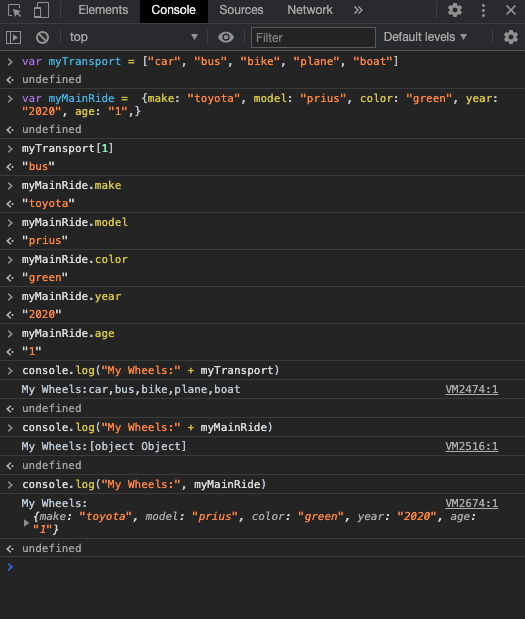 Elements Console Sources Network »
top Filter Default levels
> var myTransport = ["car", "bus", "bike", "plane", "boat"]
undefined
> var myMainRide =  {make: "toyota", model: "prius", color: "green", year:
"2020", age: "1",}
undefined
> myTransport[1]
"bus"
> myMainRide.make
"toyota"
> myMainRide.model
"prius"
> myMainRide.color
"green"
> myMainRide.year
"2020"
> myMainRide.age
"1"
> console.log("My Wheels:" + myTransport)
My Wheels:car,bus,bike,plane,boat VM2474:1
undefined
> console.log("My Wheels:" + myMainRide)
My Wheels:[object Object] VM2516:1
undefined
> console.log("My Wheels:", myMainRide)
My Wheels: VM2674:1
{make: "toyota", model: "prius", color: "green", year: "2020", age:
"1"}
undefined
>